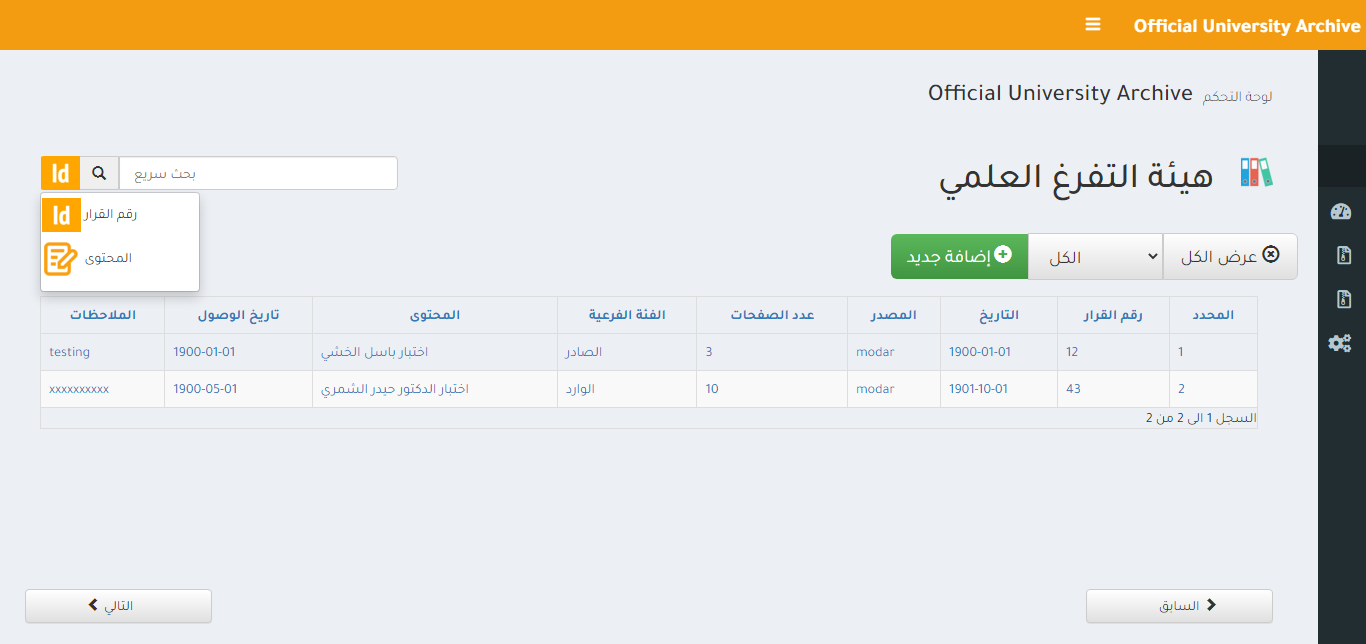 Official University Archive
لوحة التحكم Official University Archive
هيئة التفرغ العلمي
بحث سريع
Id
Id رقم القرار
المحتوى
عرض الكل
الكل
إضافة جديد
المحدد رقم القرار التاريخ المصدر عدد الصفحات الفئة الفرعية المحتوى تاريخ الوصول الملاحظات
1 12 1900-01-01 modar 3 الصادر اختبار باسل الخشي 1900-01-01 testing
2 43 1901-10-01 modar 10 الوارد اختبار الدكتور حيدر الشمري 1900-05-01 xxxxxxxxxx
السجل 1 الى 2 من 2
السابق
التالي